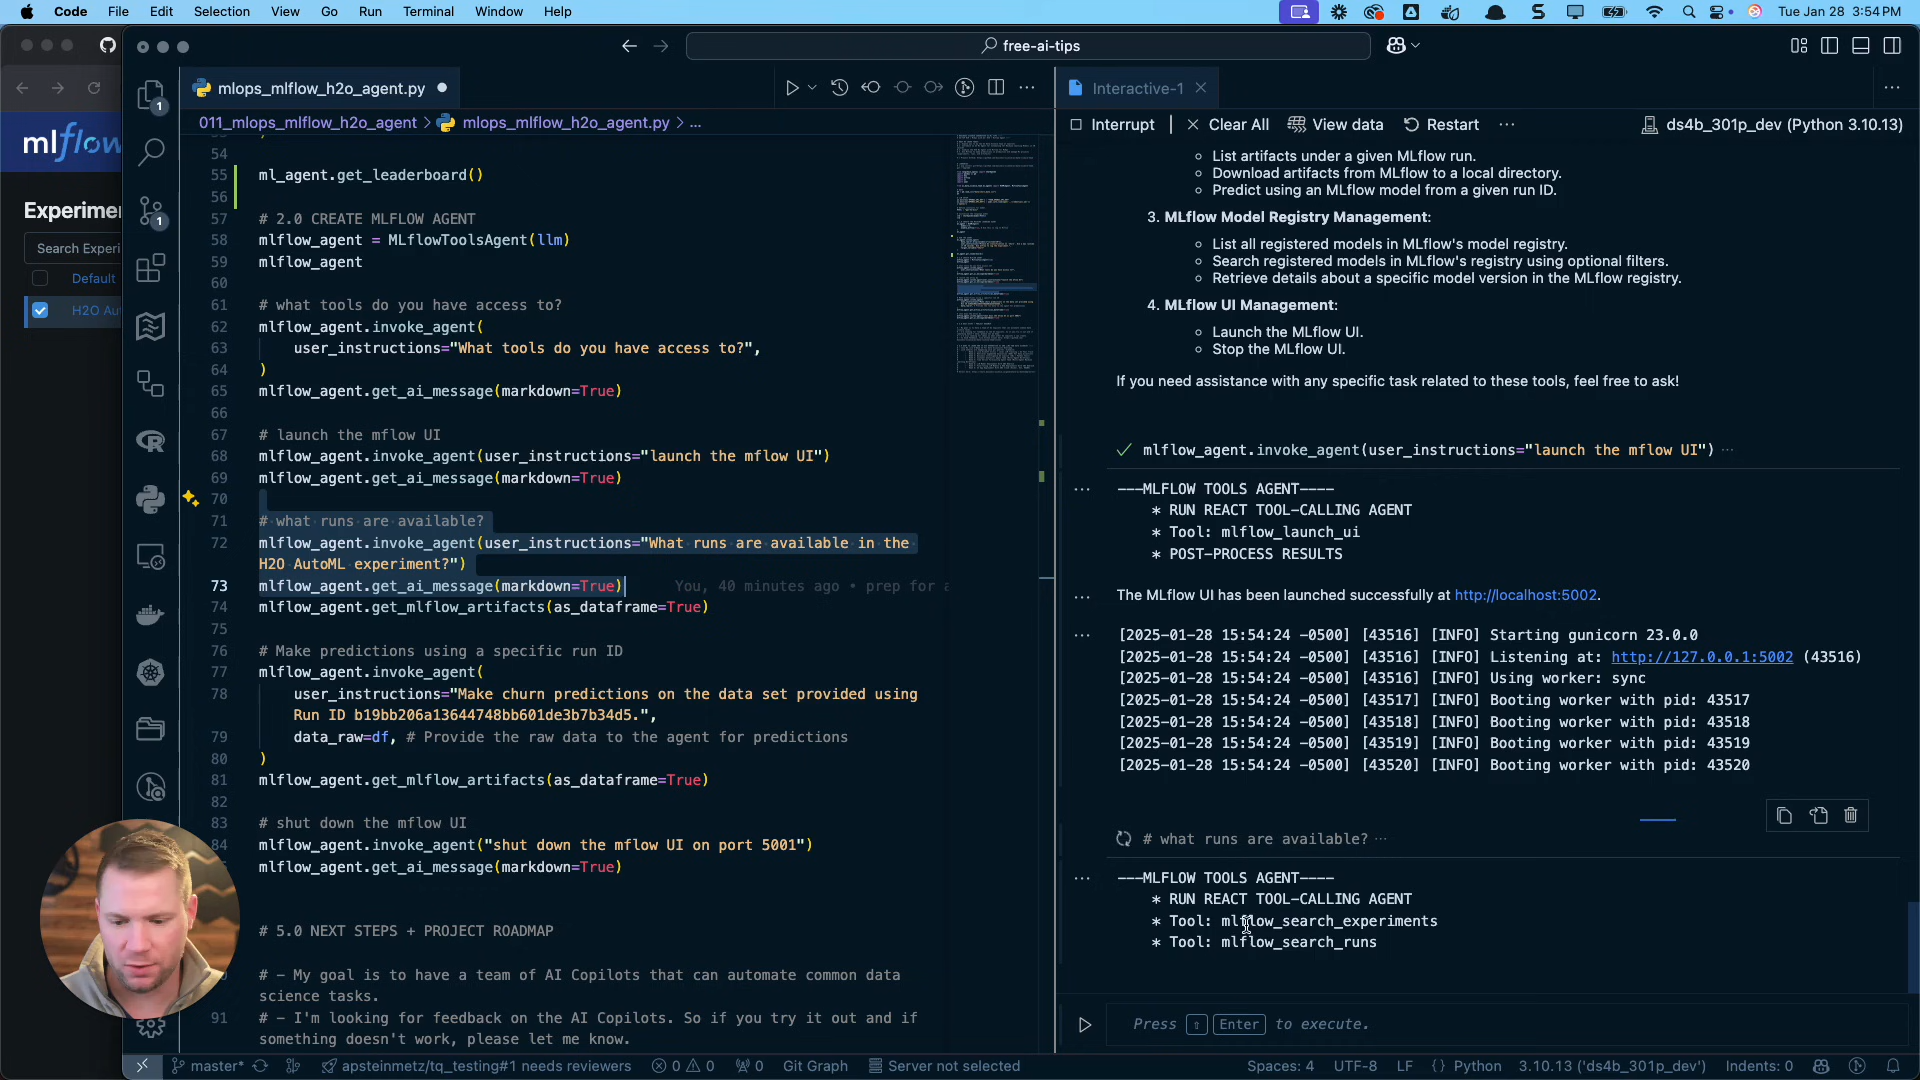 Code File Edit Selection View Go Run Terminal Window Help
Tue Jan 28 3:54 PM
free-ai-tips
mlflow
Experimen
Search Experi
Default
H2O Au
mlops_mlflow_h2o_agent.py
011_mlops_mlflow_h2o_agent > mlops_mlflow_h2o_agent.py > ...
54
55 ml_agent.get_leaderboard()
56
57 # 2.0 CREATE MLFLOW AGENT
58 mlflow_agent = MLflowToolsAgent(llm)
59 mlflow_agent
60
61 # what tools do you have access to?
62 mlflow_agent.invoke_agent(
63 user_instructions="What tools do you have access to?",
64 )
65 mlflow_agent.get_ai_message(markdown=True)
66
67 # launch the mflow UI
68 mlflow_agent.invoke_agent(user_instructions="launch the mflow UI")
69 mlflow_agent.get_ai_message(markdown=True)
70
71 # what runs are available?
72 mlflow_agent.invoke_agent(user_instructions="What runs are available in the
H2O AutoML experiment?")
73 mlflow_agent.get_ai_message(markdown=True) You, 40 minutes ago • prep for a
74 mlflow_agent.get_mlflow_artifacts(as_dataframe=True)
75
76 # Make predictions using a specific run ID
77 mlflow_agent.invoke_agent(
78 user_instructions="Make churn predictions on the data set provided using
Run ID b19bb206a13644748bb601de3b7b34d5.",
79 data_raw=df, # Provide the raw data to the agent for predictions
80 )
81 mlflow_agent.get_mlflow_artifacts(as_dataframe=True)
82
83 # shut down the mflow UI
84 mlflow_agent.invoke_agent("shut down the mflow UI on port 5001")
mlflow_agent.get_ai_message(markdown=True)
# 5.0 NEXT STEPS + PROJECT ROADMAP
# - My goal is to have a team of AI Copilots that can automate common data
science tasks.
91 # - I'm looking for feedback on the AI Copilots. So if you try it out and if
something doesn't work, please let me know.
Interactive-1
Interrupt | Clear All View data Restart ... ds4b_301p_dev (Python 3.10.13)
List artifacts under a given MLflow run.
Download artifacts from MLflow to a local directory.
Predict using an MLflow model from a given run ID.
3. MLflow Model Registry Management:
List all registered models in MLflow's model registry.
Search registered models in MLflow's registry using optional filters.
Retrieve details about a specific model version in the MLflow registry.
4. MLflow UI Management:
Launch the MLflow UI.
Stop the MLflow UI.
If you need assistance with any specific task related to these tools, feel free to ask!
mlflow_agent.invoke_agent(user_instructions="launch the mflow UI") ...
---MLFLOW TOOLS AGENT----
* RUN REACT TOOL-CALLING AGENT
* Tool: mlflow_launch_ui
* POST-PROCESS RESULTS
The MLflow UI has been launched successfully at http://localhost:5002.
[2025-01-28 15:54:24 -0500] [43516] [INFO] Starting gunicorn 23.0.0
[2025-01-28 15:54:24 -0500] [43516] [INFO] Listening at: http://127.0.0.1:5002 (43516)
[2025-01-28 15:54:24 -0500] [43516] [INFO] Using worker: sync
[2025-01-28 15:54:24 -0500] [43517] [INFO] Booting worker with pid: 43517
[2025-01-28 15:54:24 -0500] [43518] [INFO] Booting worker with pid: 43518
[2025-01-28 15:54:24 -0500] [43519] [INFO] Booting worker with pid: 43519
[2025-01-28 15:54:24 -0500] [43520] [INFO] Booting worker with pid: 43520
# what runs are available? ...
---MLFLOW TOOLS AGENT----
* RUN REACT TOOL-CALLING AGENT
* Tool: mlflow_search_experiments
* Tool: mlflow_search_runs
Press ⇧ Enter to execute.
master* apsteinmetz/tq_testing#1 needs reviewers 0 0 0 Git Graph Server not selected Spaces: 4 UTF-8 LF {} Python 3.10.13 ('ds4b_301p_dev') Indents: 0